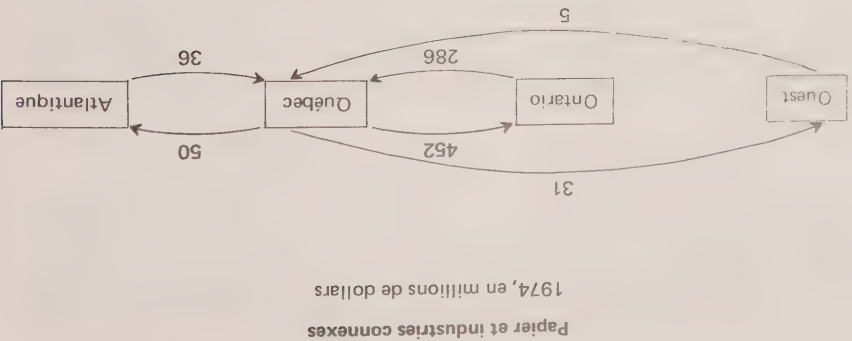 Papier et industries connexes
1974, en millions de dollars
31
452 50
Ouest Ontario Québec Atlantique
286 36
5